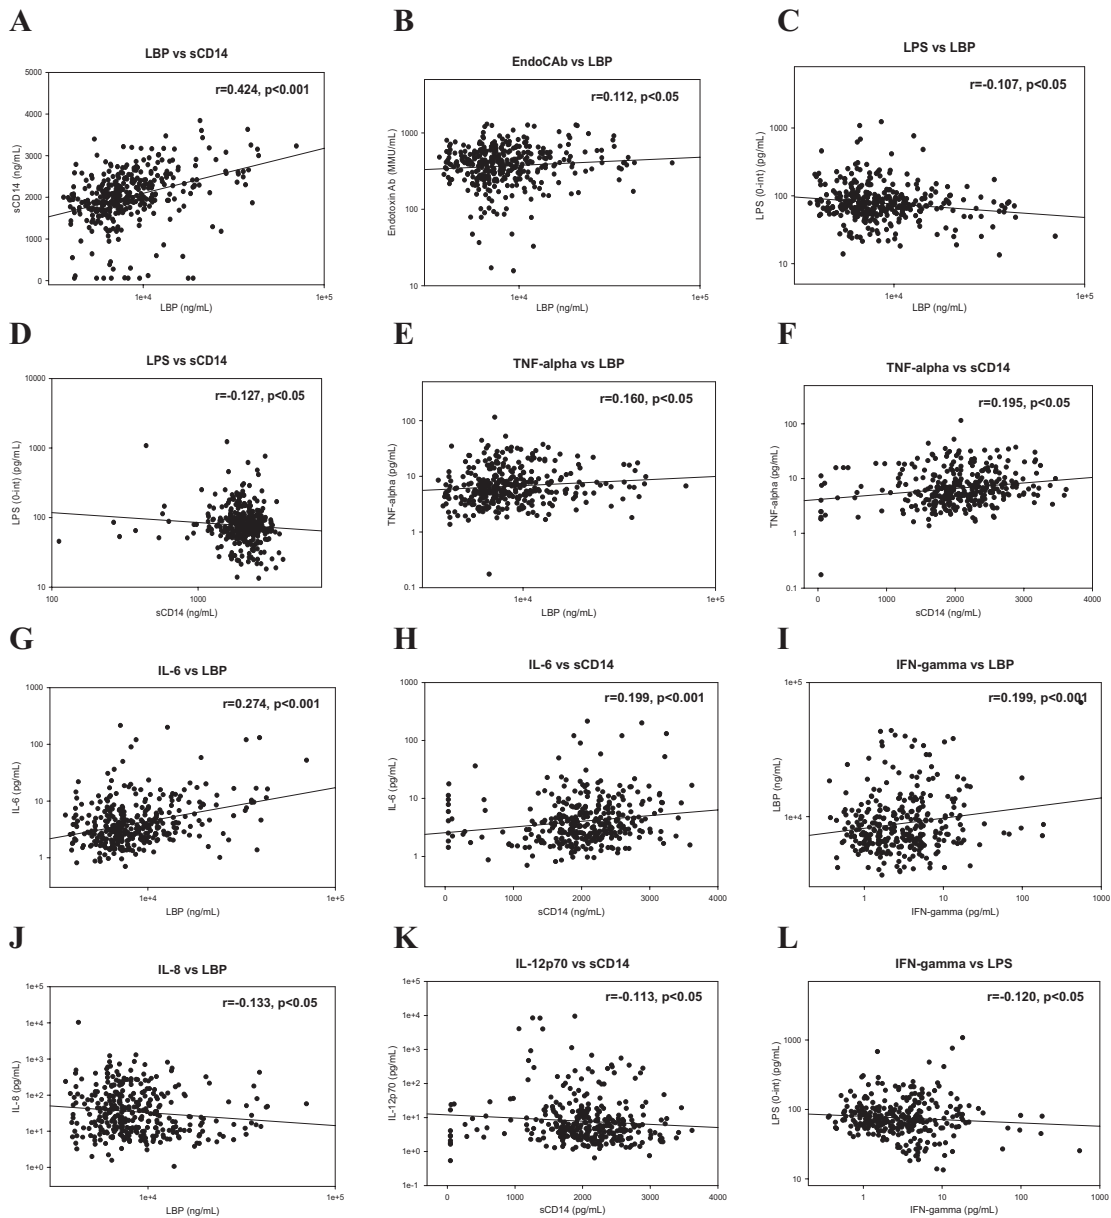 A
LBP vs sCD14
r=0.424, p<0.001
sCD14 (ng/mL)
5000
4000
3000
2000
1000
0
1e+4
1e+5
LBP (ng/mL)
B
EndoCAb vs LBP
r=0.112, p<0.05
Endotoxin Ab (MMU/mL)
1000
100
10
1e+4
1e+5
LBP (ng/mL)
C
LPS vs LBP
r=-0.107, p<0.05
LPS (0-int) (pg/mL)
1000
100
10
1e+4
1e+5
LBP (ng/mL)
D
LPS vs sCD14
r=-0.127, p<0.05
LPS (0-int) (pg/mL)
10000
1000
100
10
100
1000
sCD14 (ng/mL)
E
TNF-alpha vs LBP
r=0.160, p<0.05
TNF-alpha (pg/mL)
100
10
1
0.1
1e+4
1e+5
LBP (ng/mL)
F
TNF-alpha vs sCD14
r=0.195, p<0.05
TNF-alpha (pg/mL)
100
10
1
0.1
0
1000
2000
3000
4000
sCD14 (ng/mL)
G
IL-6 vs LBP
r=0.274, p<0.001
IL-6 (pg/mL)
1000
100
10
1
1e+4
1e+5
LBP (ng/mL)
H
IL-6 vs sCD14
r=0.199, p<0.001
IL-6 (pg/mL)
1000
100
10
1
0
1000
2000
3000
4000
sCD14 (ng/mL)
I
IFN-gamma vs LBP
r=0.199, p<0.001
LBP (ng/mL)
1e+5
1e+4
1
10
100
1000
IFN-gamma (pg/mL)
J
IL-8 vs LBP
r=-0.133, p<0.05
IL-8 (pg/mL)
1e+5
1e+4
1e+3
1e+2
1e+1
1e+0
1e+4
1e+5
LBP (ng/mL)
K
IL-12p70 vs sCD14
r=-0.113, p<0.05
IL-12p70 (pg/mL)
1e+5
1e+4
1e+3
1e+2
1e+1
1e+0
1e-1
0
1000
2000
3000
4000
sCD14 (pg/mL)
L
IFN-gamma vs LPS
r=-0.120, p<0.05
LPS (0-int) (pg/mL)
1000
100
10
1
10
100
1000
IFN-gamma (pg/mL)